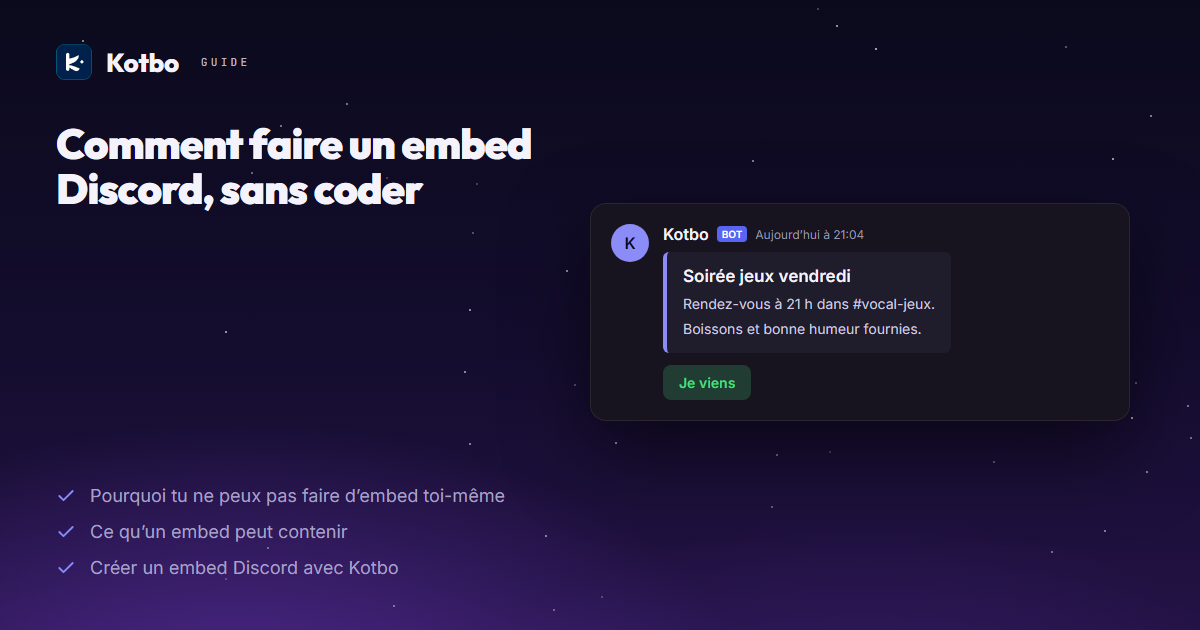 Kotbo GUIDE
Comment faire un embed
Discord, sans coder
K
Kotbo BOT Aujourd’hui à 21:04
Soirée jeux vendredi
Rendez-vous à 21 h dans #vocal-jeux.
Boissons et bonne humeur fournies.
Je viens
Pourquoi tu ne peux pas faire d’embed toi-même
Ce qu’un embed peut contenir
Créer un embed Discord avec Kotbo